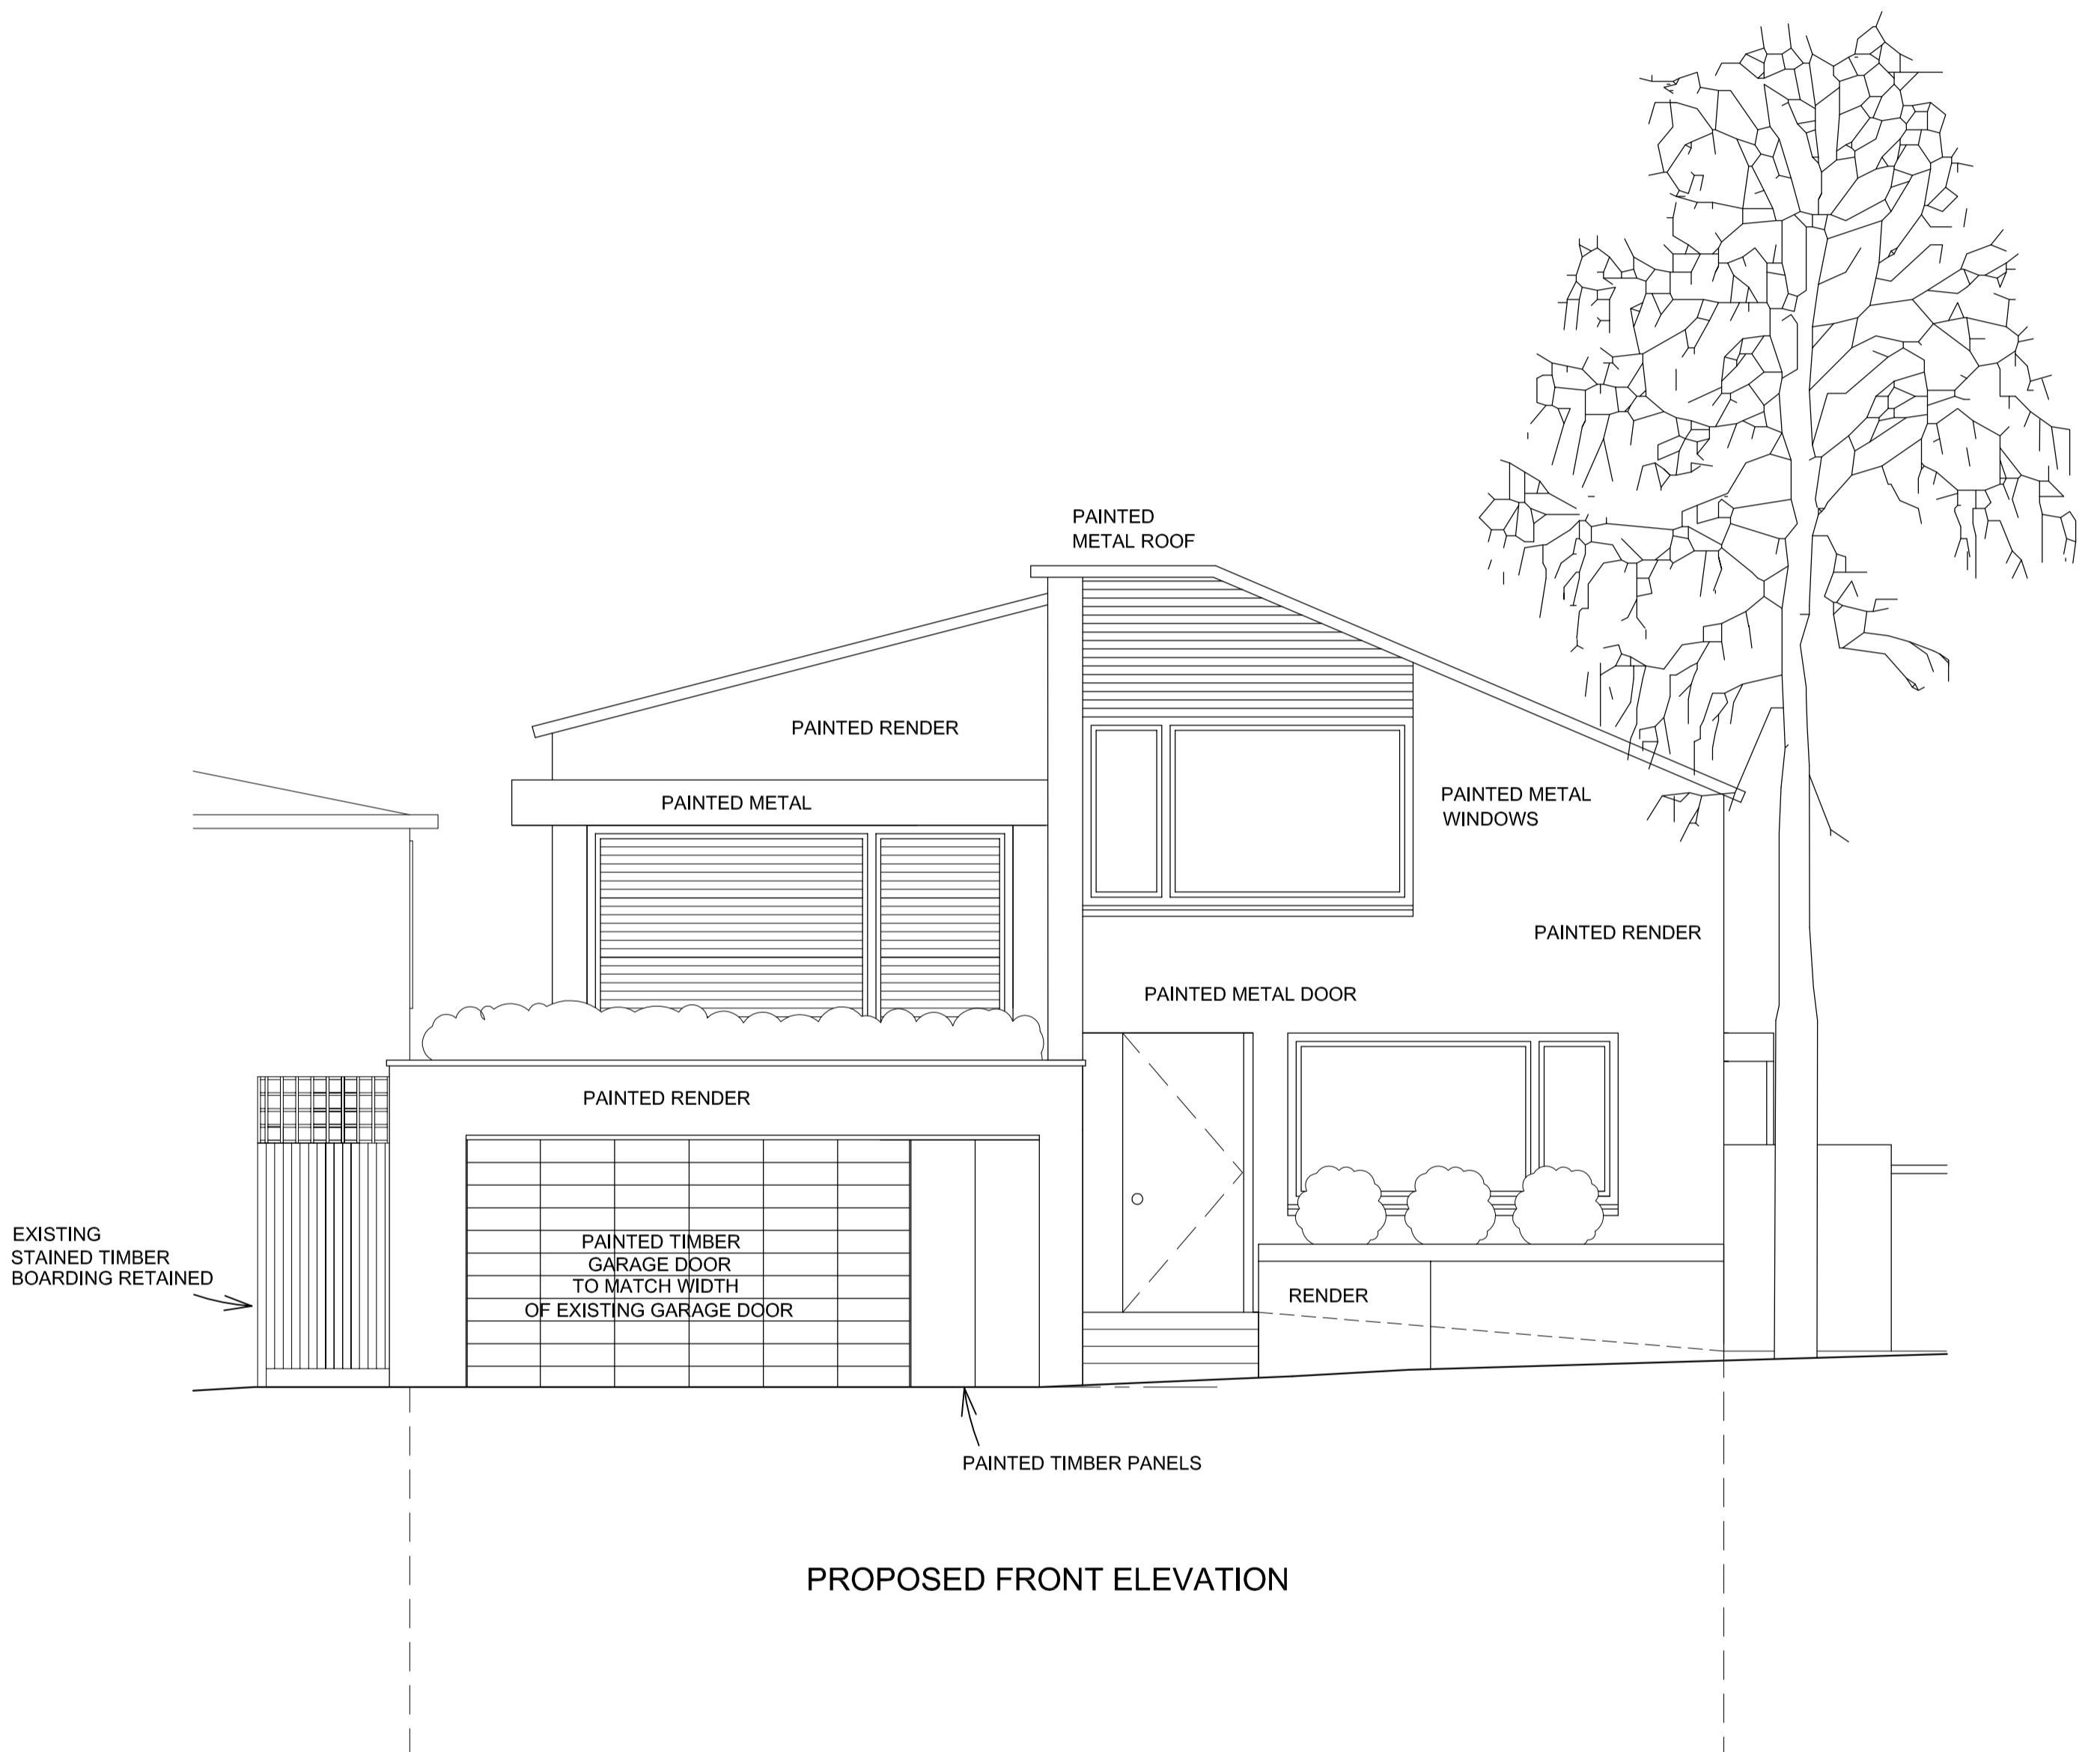 PAINTED
METAL ROOF
PAINTED RENDER
PAINTED METAL
PAINTED METAL
WINDOWS
PAINTED RENDER
PAINTED METAL DOOR
PAINTED RENDER
EXISTING
STAINED TIMBER
BOARDING RETAINED
PAINTED TIMBER
GARAGE DOOR
TO MATCH WIDTH
OF EXISTING GARAGE DOOR
RENDER
PAINTED TIMBER PANELS
PROPOSED FRONT ELEVATION